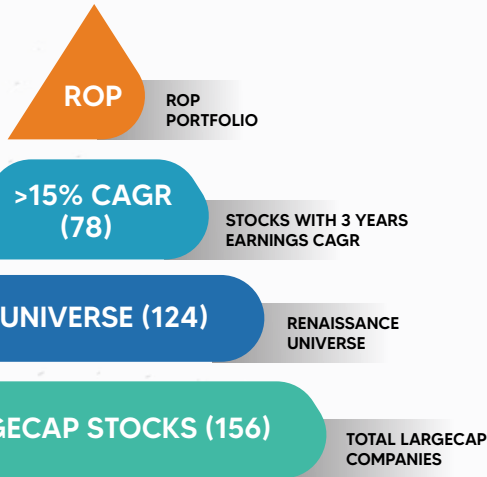 ROP
ROP
PORTFOLIO
>15% CAGR
(78)
STOCKS WITH 3 YEARS
EARNINGS CAGR
UNIVERSE (124)
RENAISSANCE
UNIVERSE
STOCKS (156)
TOTAL LARGECAP
COMPANIES